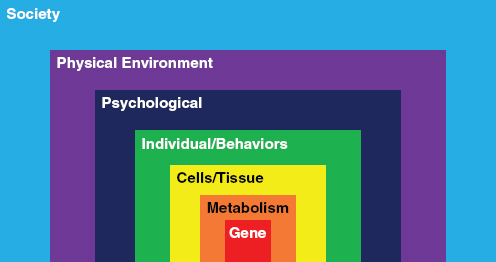 Society
Physical Environment
Psychological
Individual/Behaviors
Cells/Tissue
Metabolism
Gene